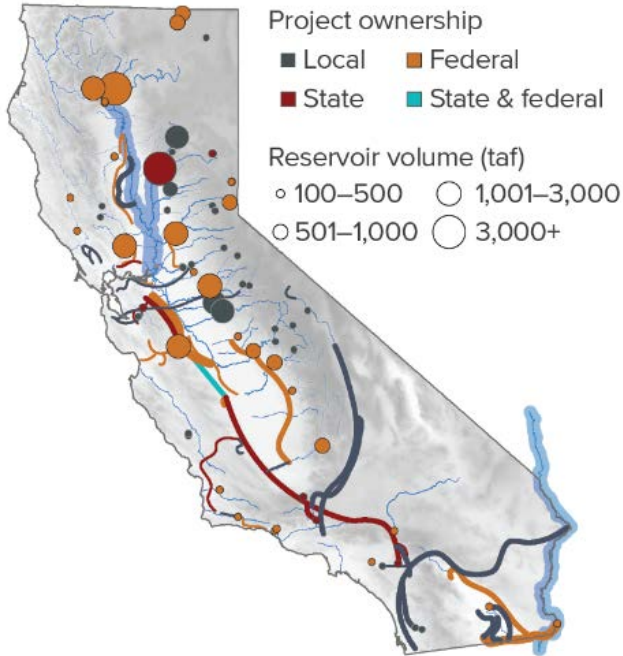 Project ownership
Local Federal
State State & federal
Reservoir volume (taf)
100–500 1,001–3,000
501–1,000 3,000+